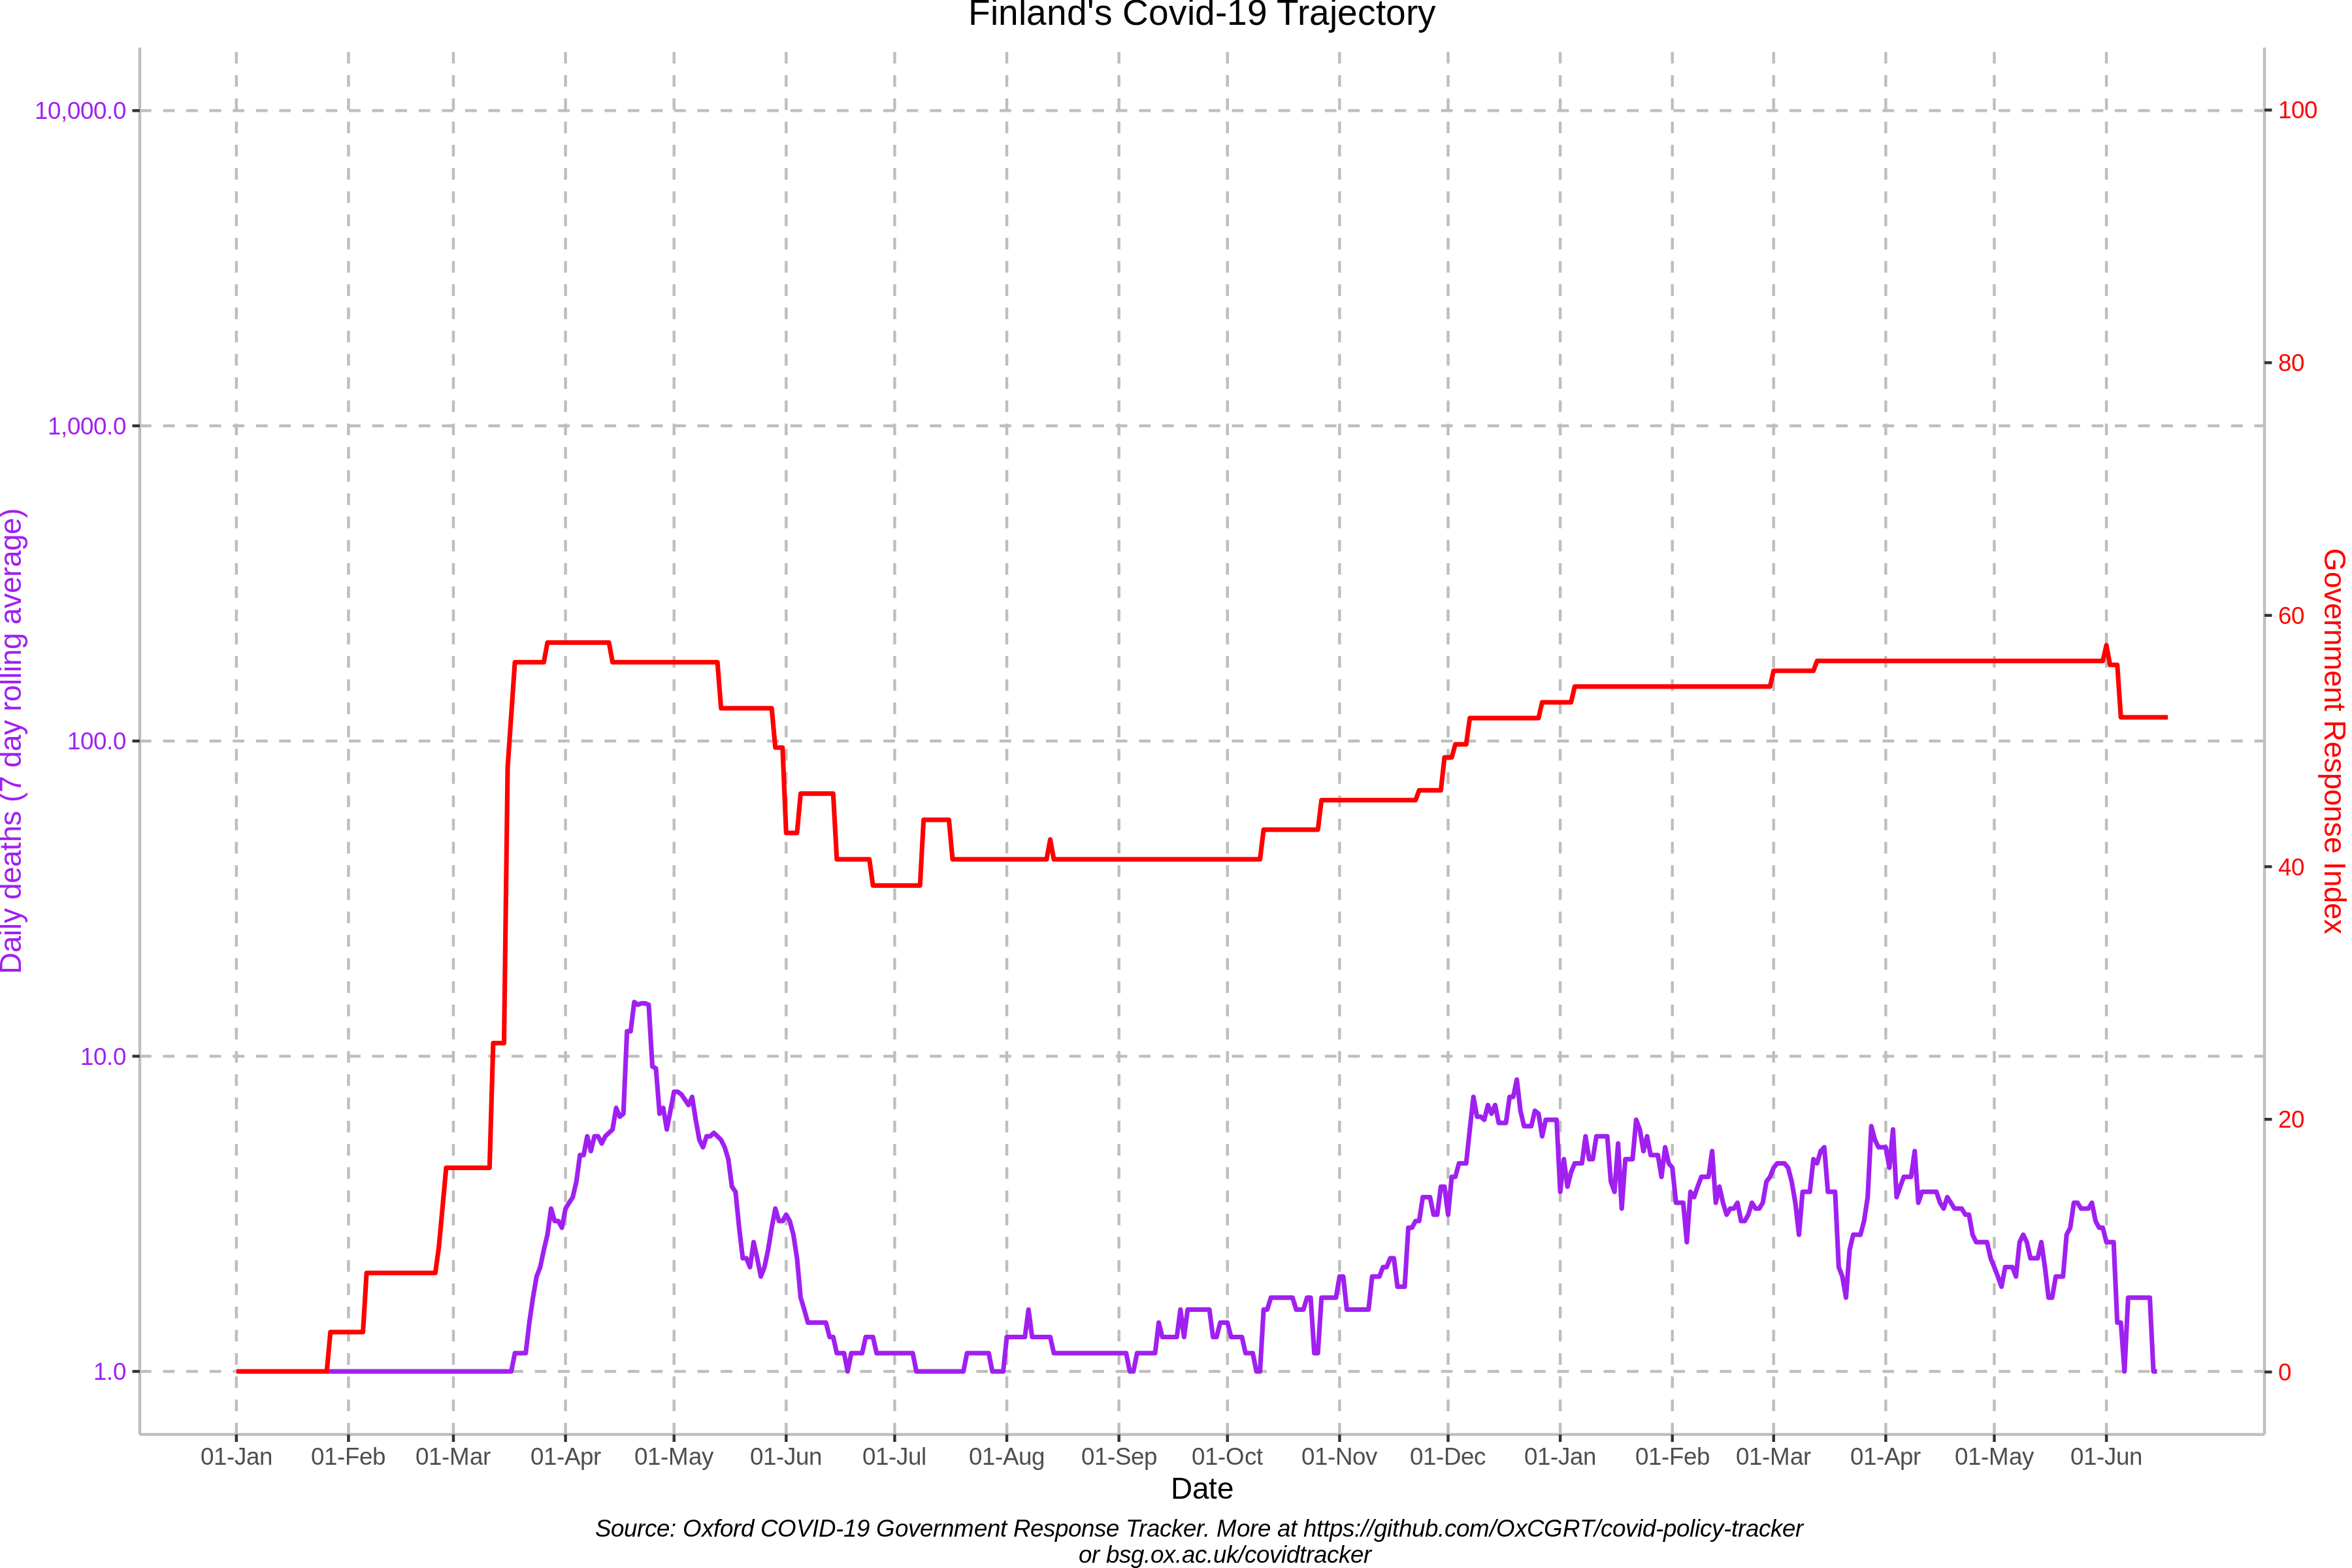 Finland's Covid-19 Trajectory
10,000.0
1,000.0
100.0
10.0
1.0
Daily deaths (7 day rolling average)
100
80
60
40
20
0
Government Response Index
01-Jan 01-Feb 01-Mar 01-Apr 01-May 01-Jun 01-Jul 01-Aug 01-Sep 01-Oct 01-Nov 01-Dec 01-Jan 01-Feb 01-Mar 01-Apr 01-May 01-Jun
Date
Source: Oxford COVID-19 Government Response Tracker. More at https://github.com/OxCGRT/covid-policy-tracker
or bsg.ox.ac.uk/covidtracker